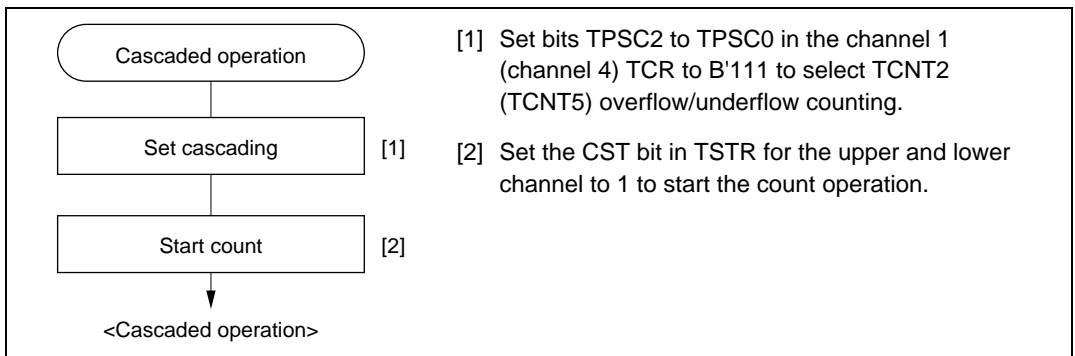 Cascaded operation
Set cascading
[1]
Start count
[2]
<Cascaded operation>
[1] Set bits TPSC2 to TPSC0 in the channel 1
(channel 4) TCR to B'111 to select TCNT2
(TCNT5) overflow/underflow counting.
[2] Set the CST bit in TSTR for the upper and lower
channel to 1 to start the count operation.